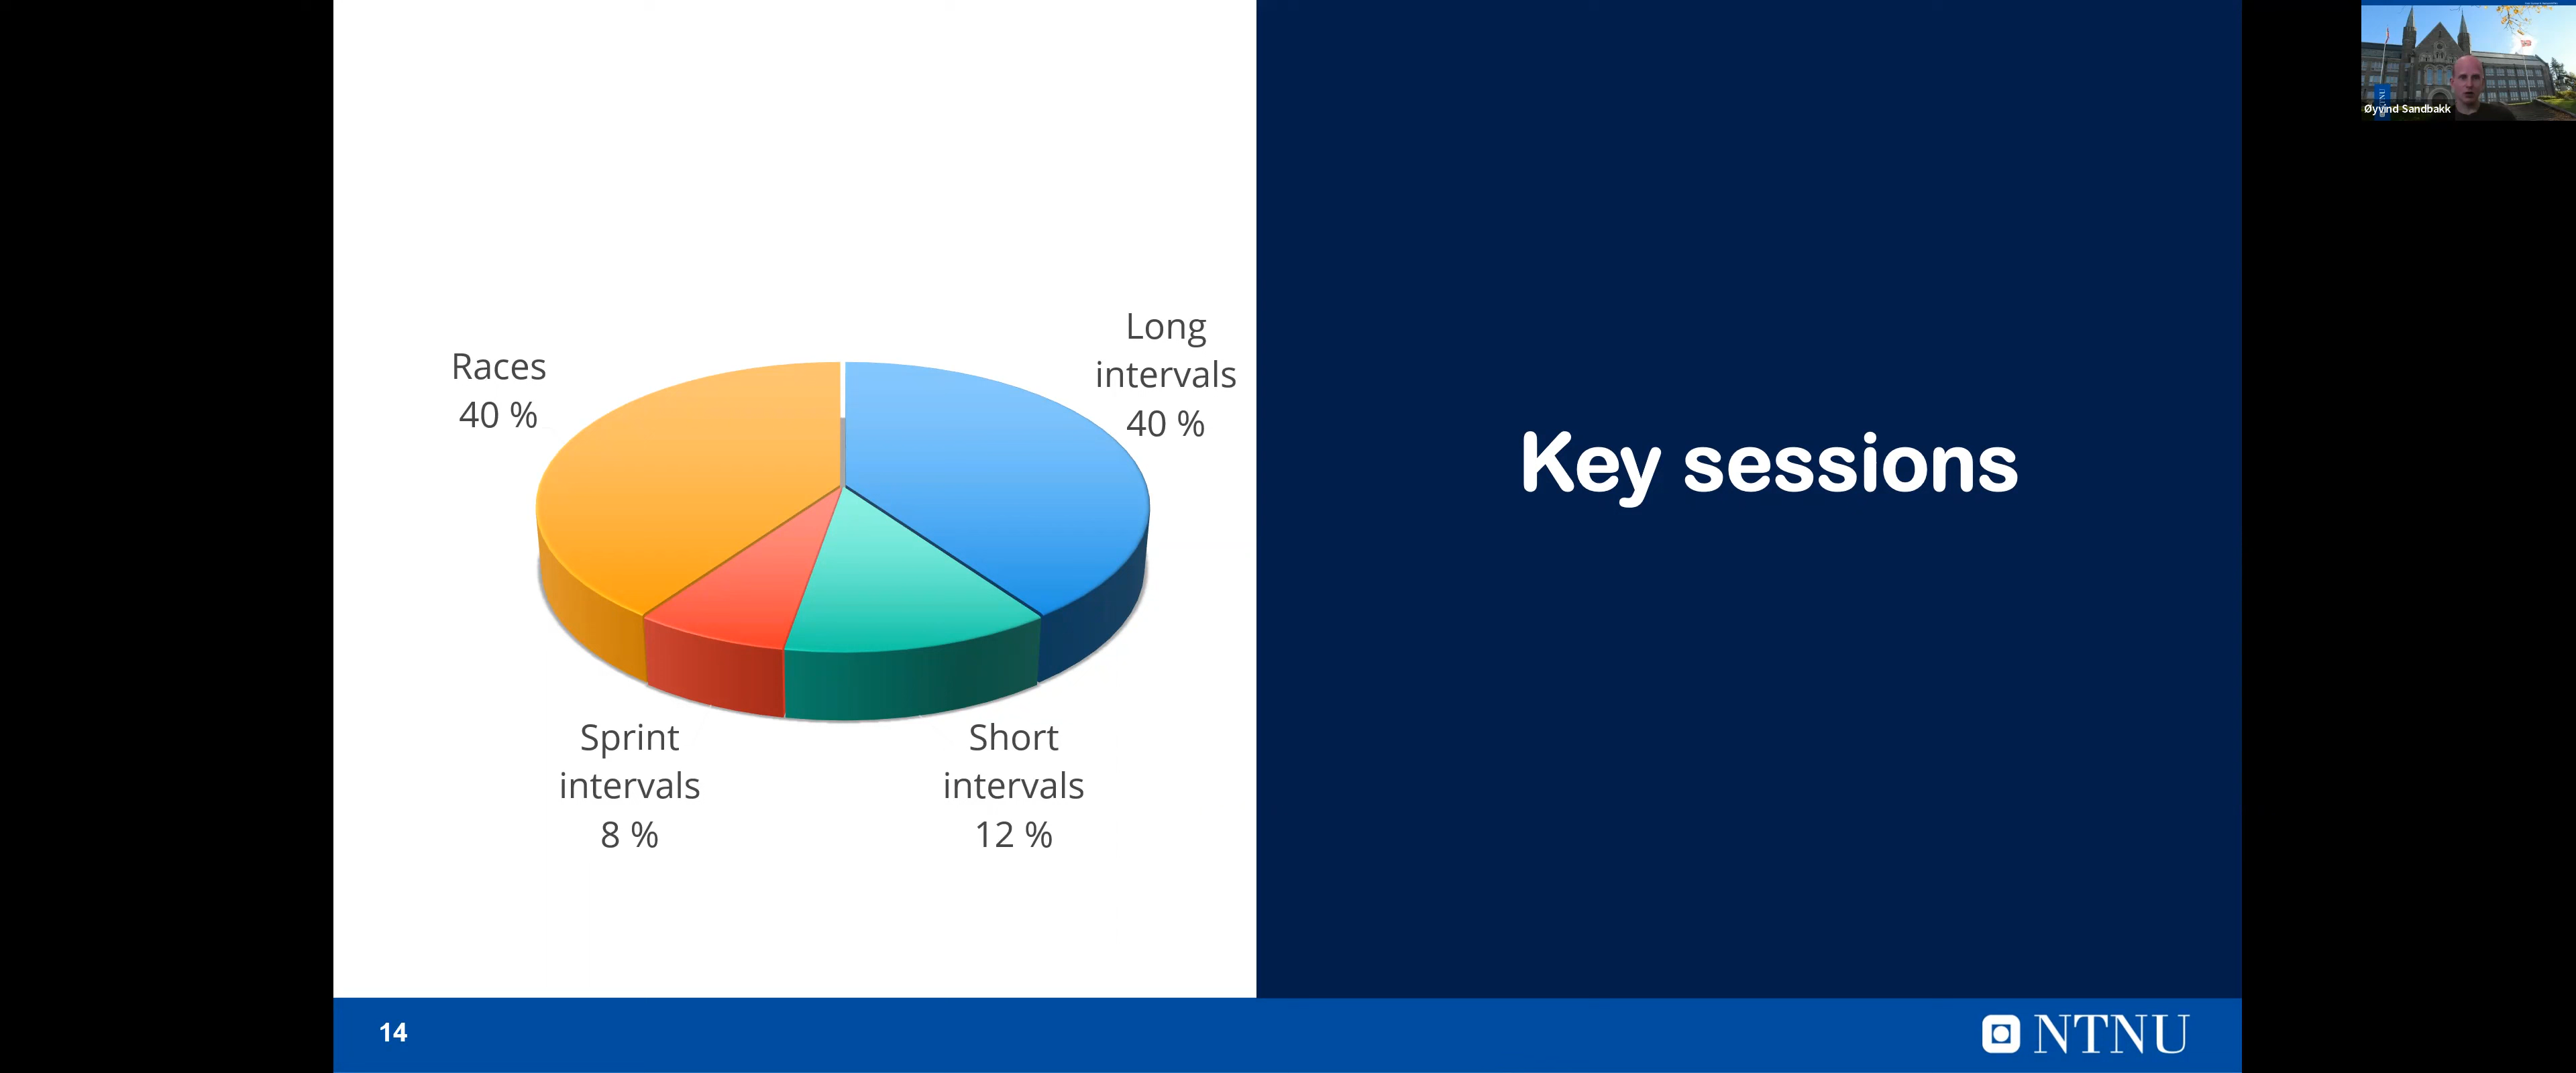 Races
40 %
Long
intervals
40 %
Sprint
intervals
8 %
Short
intervals
12 %
Key sessions
14
NTNU
Øyvind Sandbakk